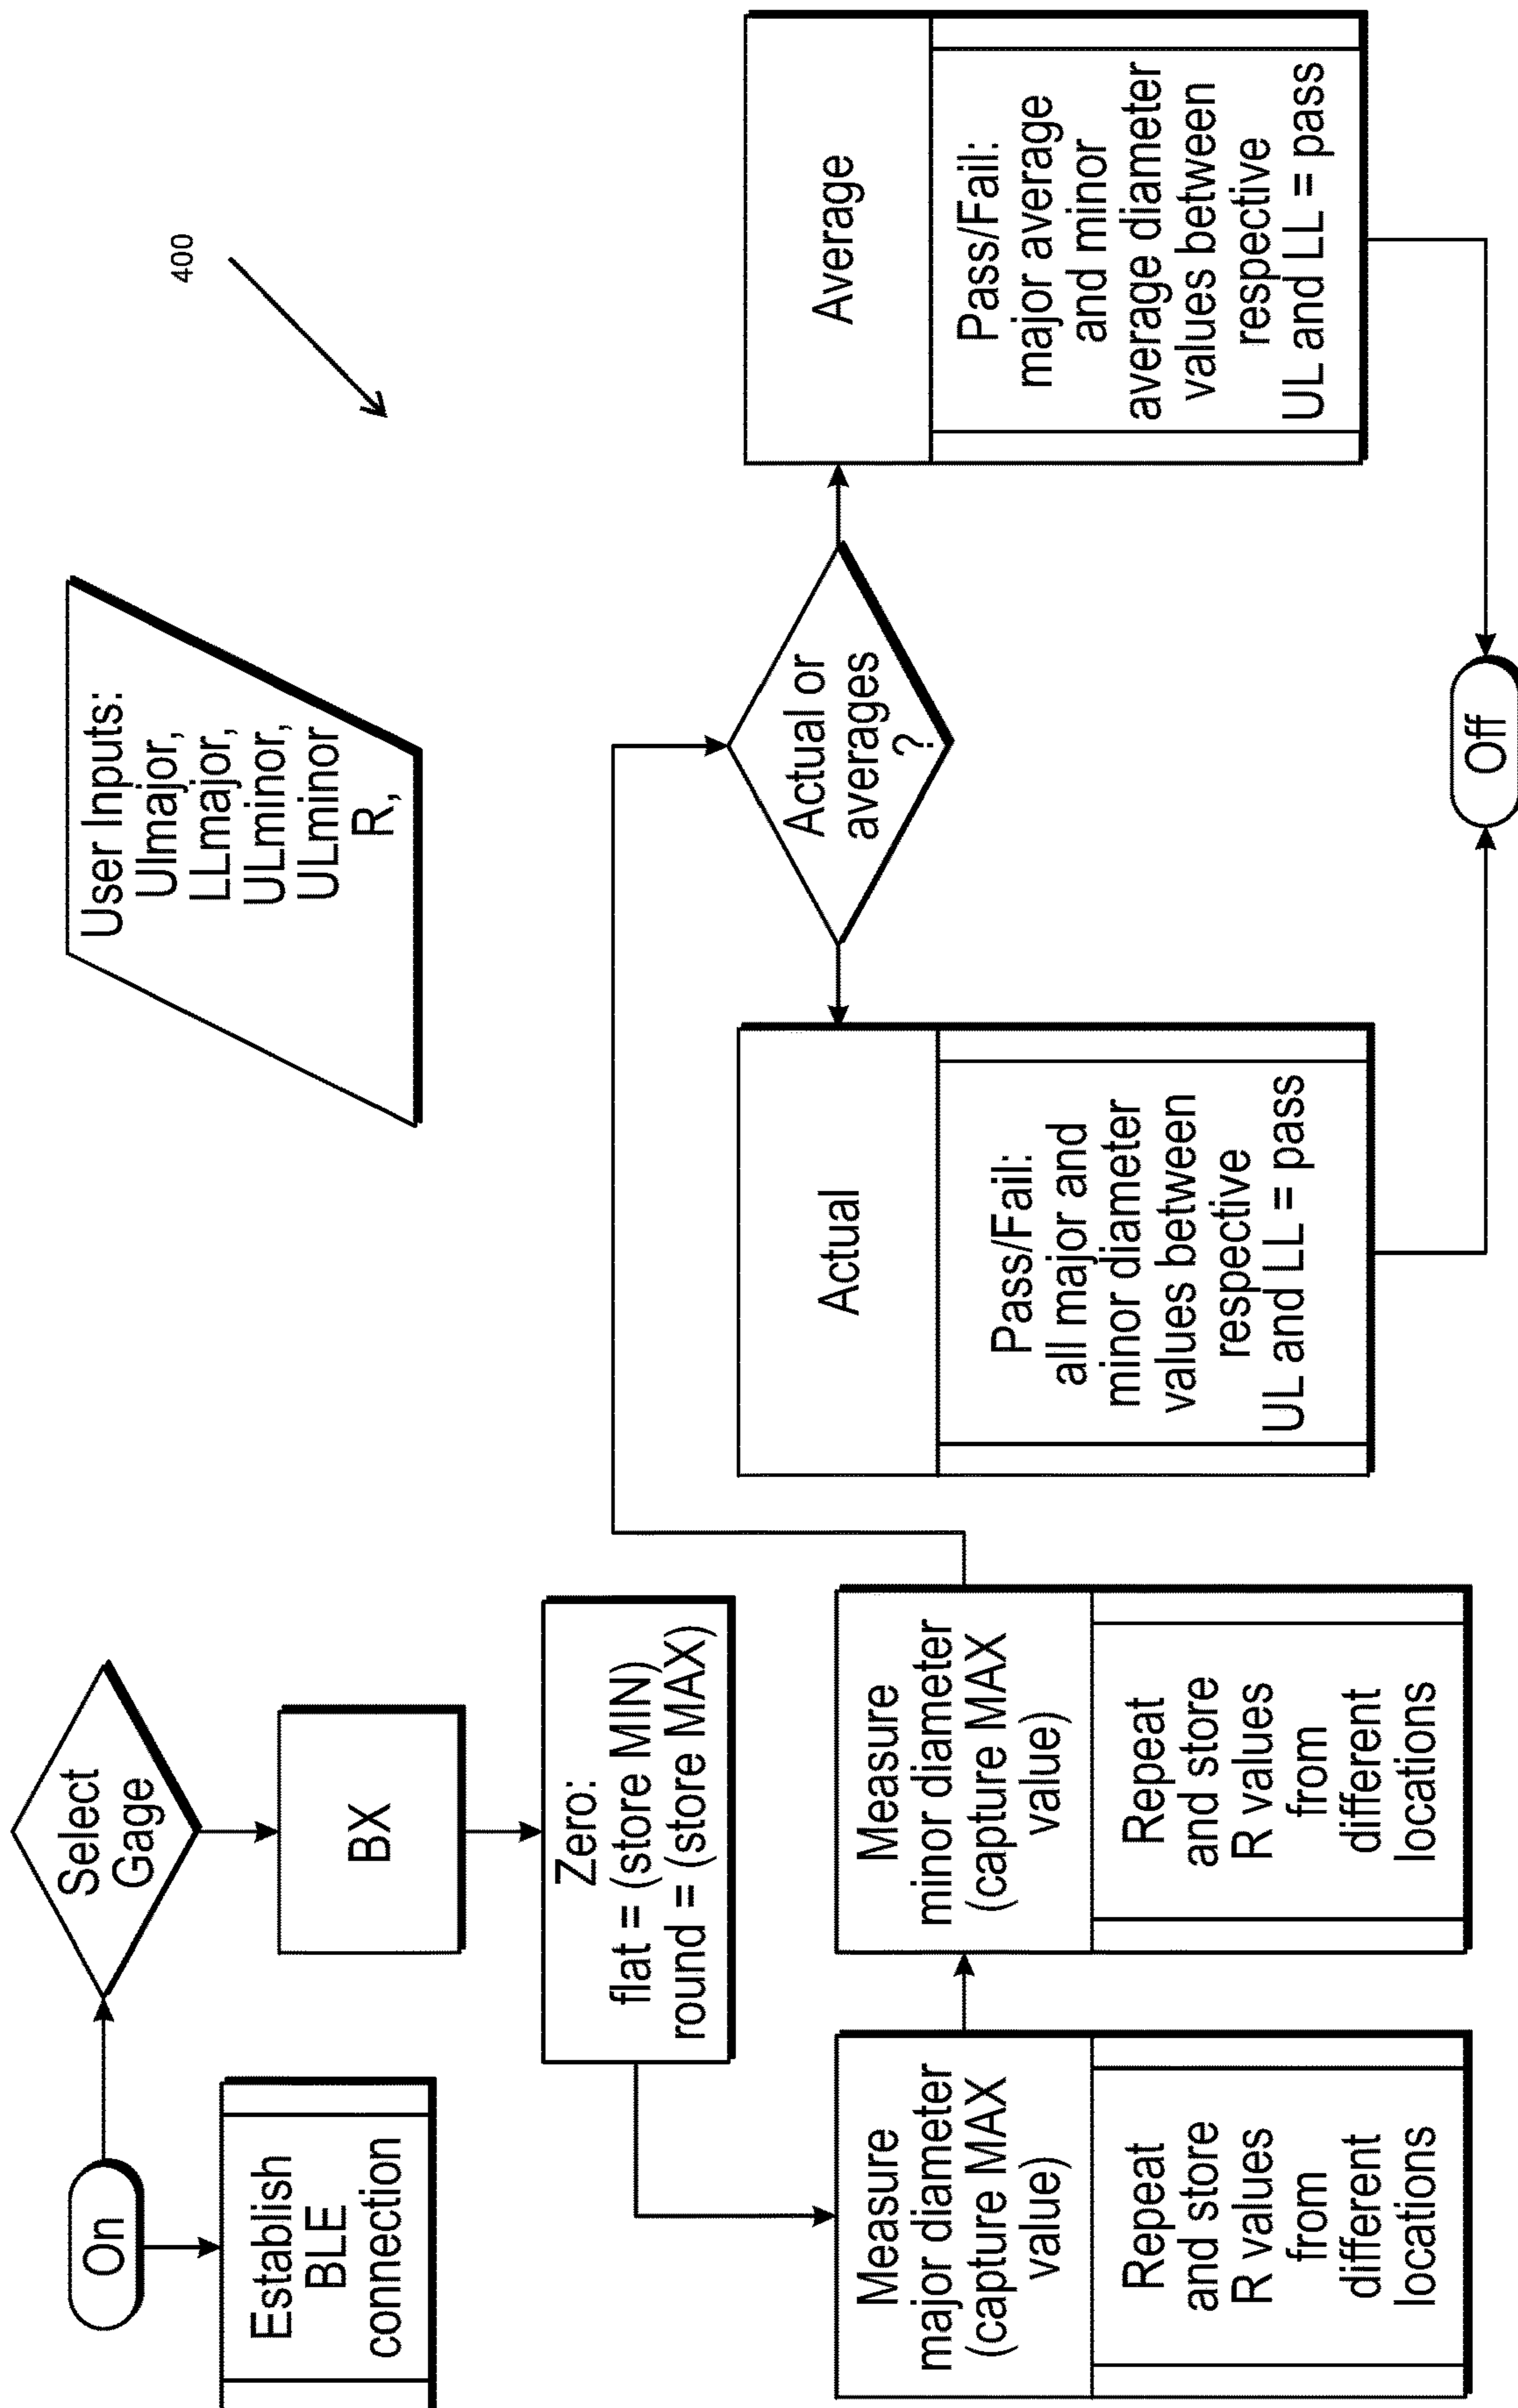 400
User Inputs:
Ulmajor,
LLmajor,
ULminor,
ULminor
R,
On
Establish
BLE
connection
Select
Gage
BX
Zero:
flat = (store MIN)
round = (store MAX)
Measure
major diameter
(capture MAX
value)
Repeat
and store
R values
from
different
locations
Measure
minor diameter
(capture MAX
value)
Repeat
and store
R values
from
different
locations
Actual or
averages
?
Actual
Pass/Fail:
all major and
minor diameter
values between
respective
UL and LL = pass
Average
Pass/Fail:
major average
and minor
average diameter
values between
respective
UL and LL = pass
Off